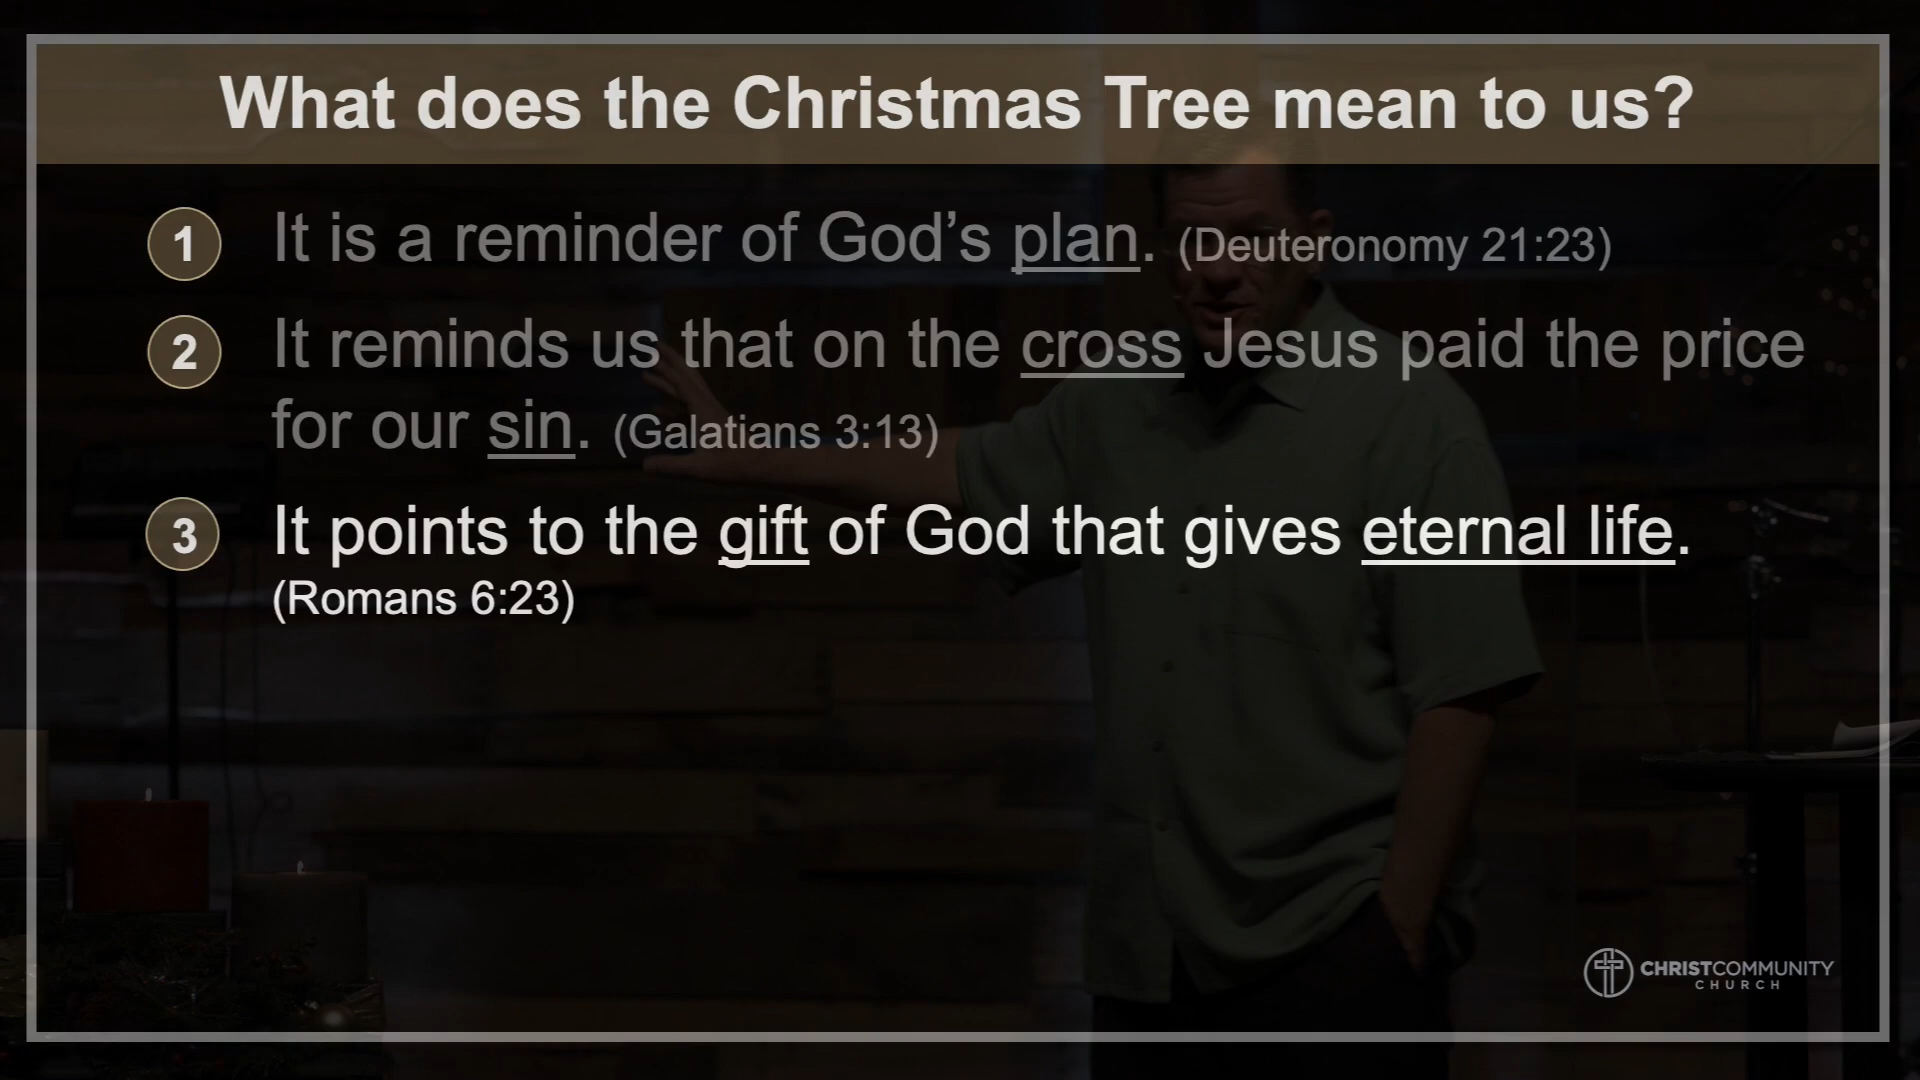 What does the Christmas Tree mean to us?
1 It is a reminder of God’s plan. (Deuteronomy 21:23)
2 It reminds us that on the cross Jesus paid the price
for our sin. (Galatians 3:13)
3 It points to the gift of God that gives eternal life.
(Romans 6:23)
CHRISTCOMMUNITY
CHURCH